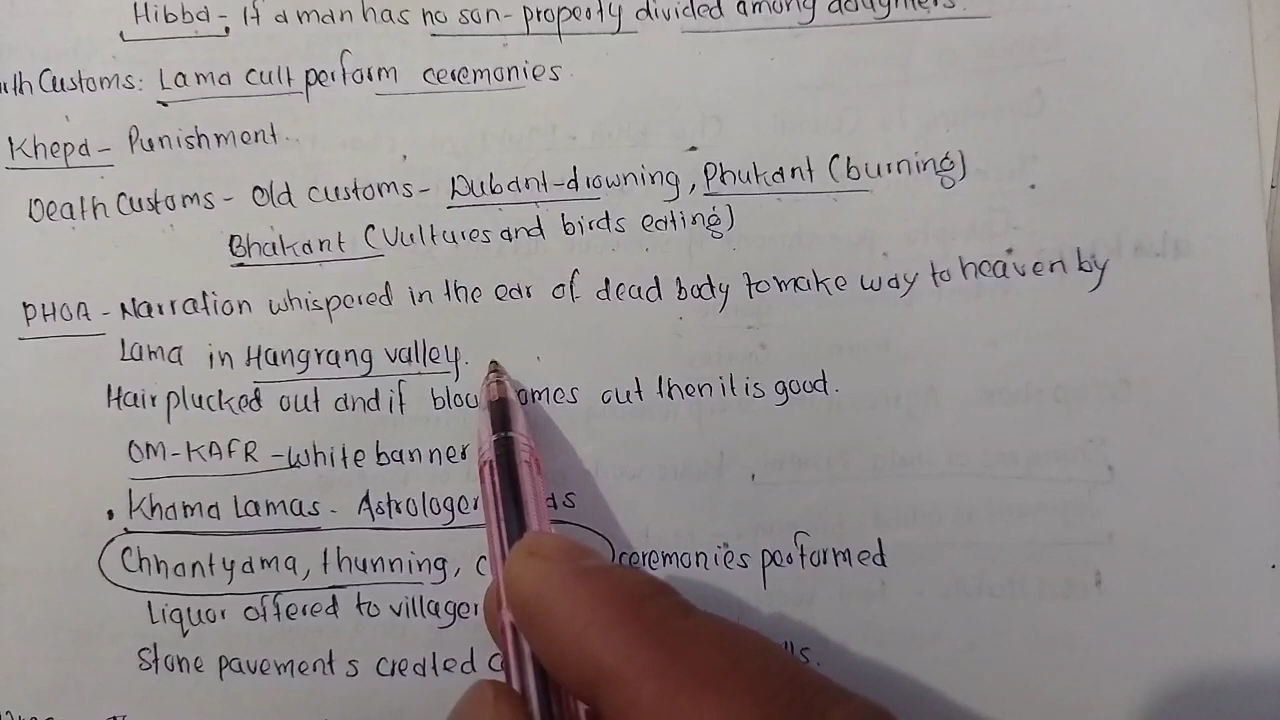 Hibba - If a man has no son - property divided among daughters.
Customs: Lama cult perform ceremonies
Khepa - Punishment
Death Customs - Old customs - Dubant - drowning, Phukant (burning)
Bhakant (Vultures and birds eating)
PHOA - Narration whispered in the ear of dead body to make way to heaven by
Lama in Hangrang valley.
Hair plucked out and if out then it is good.
OM-KAFR - white banner
Khama Lamas - Astrologer
Chhantyama, thunning, ceremonies performed
Liquor offered to
Stone pavements created